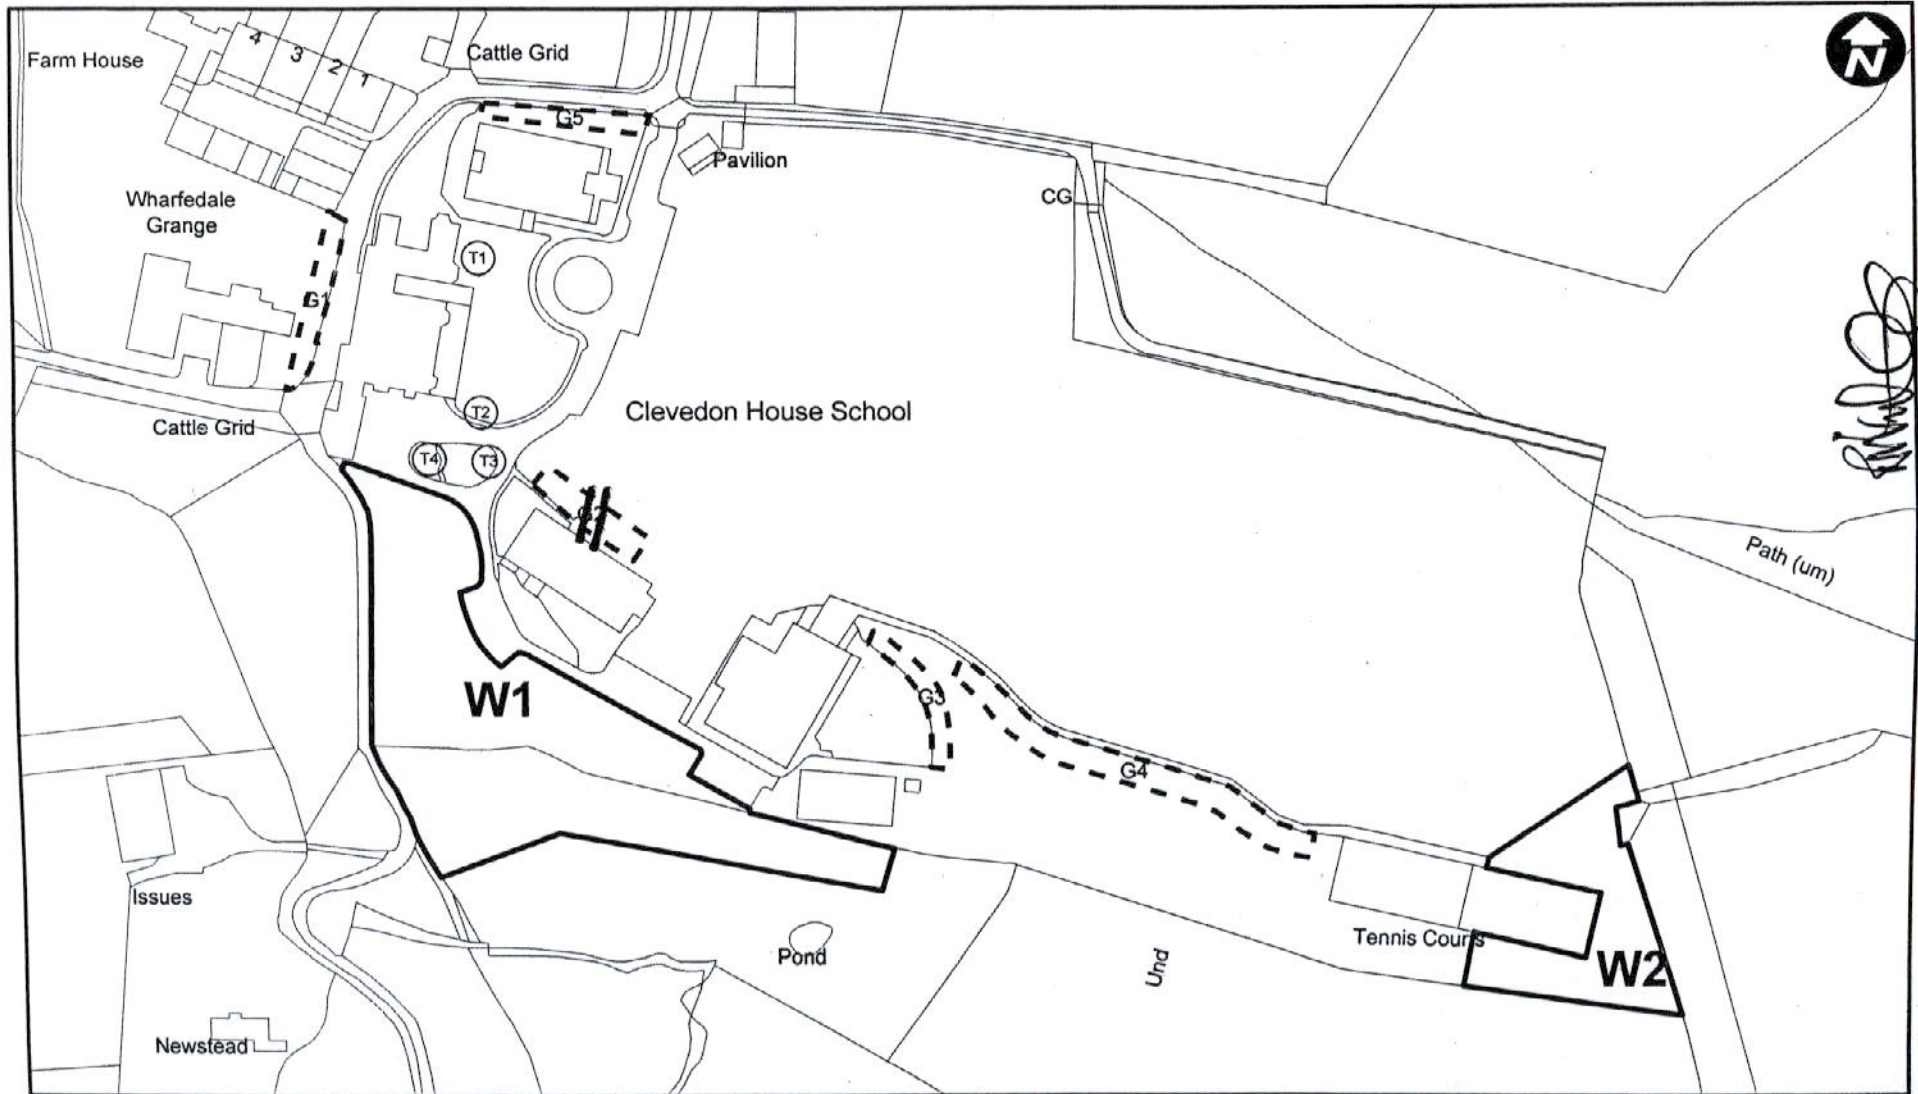 N
Farm House
4
3
2
1
Cattle Grid
G5
Pavilion
CG
Wharfedale
Grange
T1
G1
Cattle Grid
T2
Clevedon House School
T4
T3
Path (um)
W1
G3
G4
Issues
Tennis Courts
Pond
Und
W2
Newstead